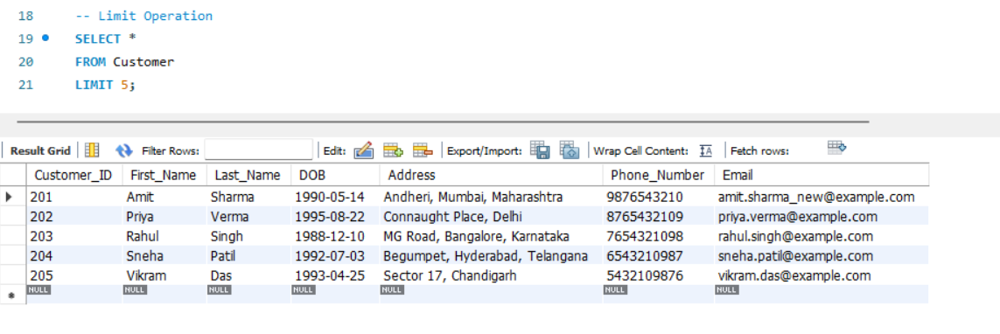 18 -- Limit Operation
19 SELECT *
20 FROM Customer
21 LIMIT 5;
Result Grid Filter Rows: Edit: Export/Import: Wrap Cell Content: IA Fetch rows:
Customer_ID First_Name Last_Name DOB Address Phone_Number Email
201 Amit Sharma 1990-05-14 Andheri, Mumbai, Maharashtra 9876543210 amit.sharma_new@example.com
202 Priya Verma 1995-08-22 Connaught Place, Delhi 8765432109 priya.verma@example.com
203 Rahul Singh 1988-12-10 MG Road, Bangalore, Karnataka 7654321098 rahul.singh@example.com
204 Sneha Patil 1992-07-03 Begumpet, Hyderabad, Telangana 6543210987 sneha.patil@example.com
205 Vikram Das 1993-04-25 Sector 17, Chandigarh 5432109876 vikram.das@example.com
NULL NULL NULL NULL NULL NULL NULL